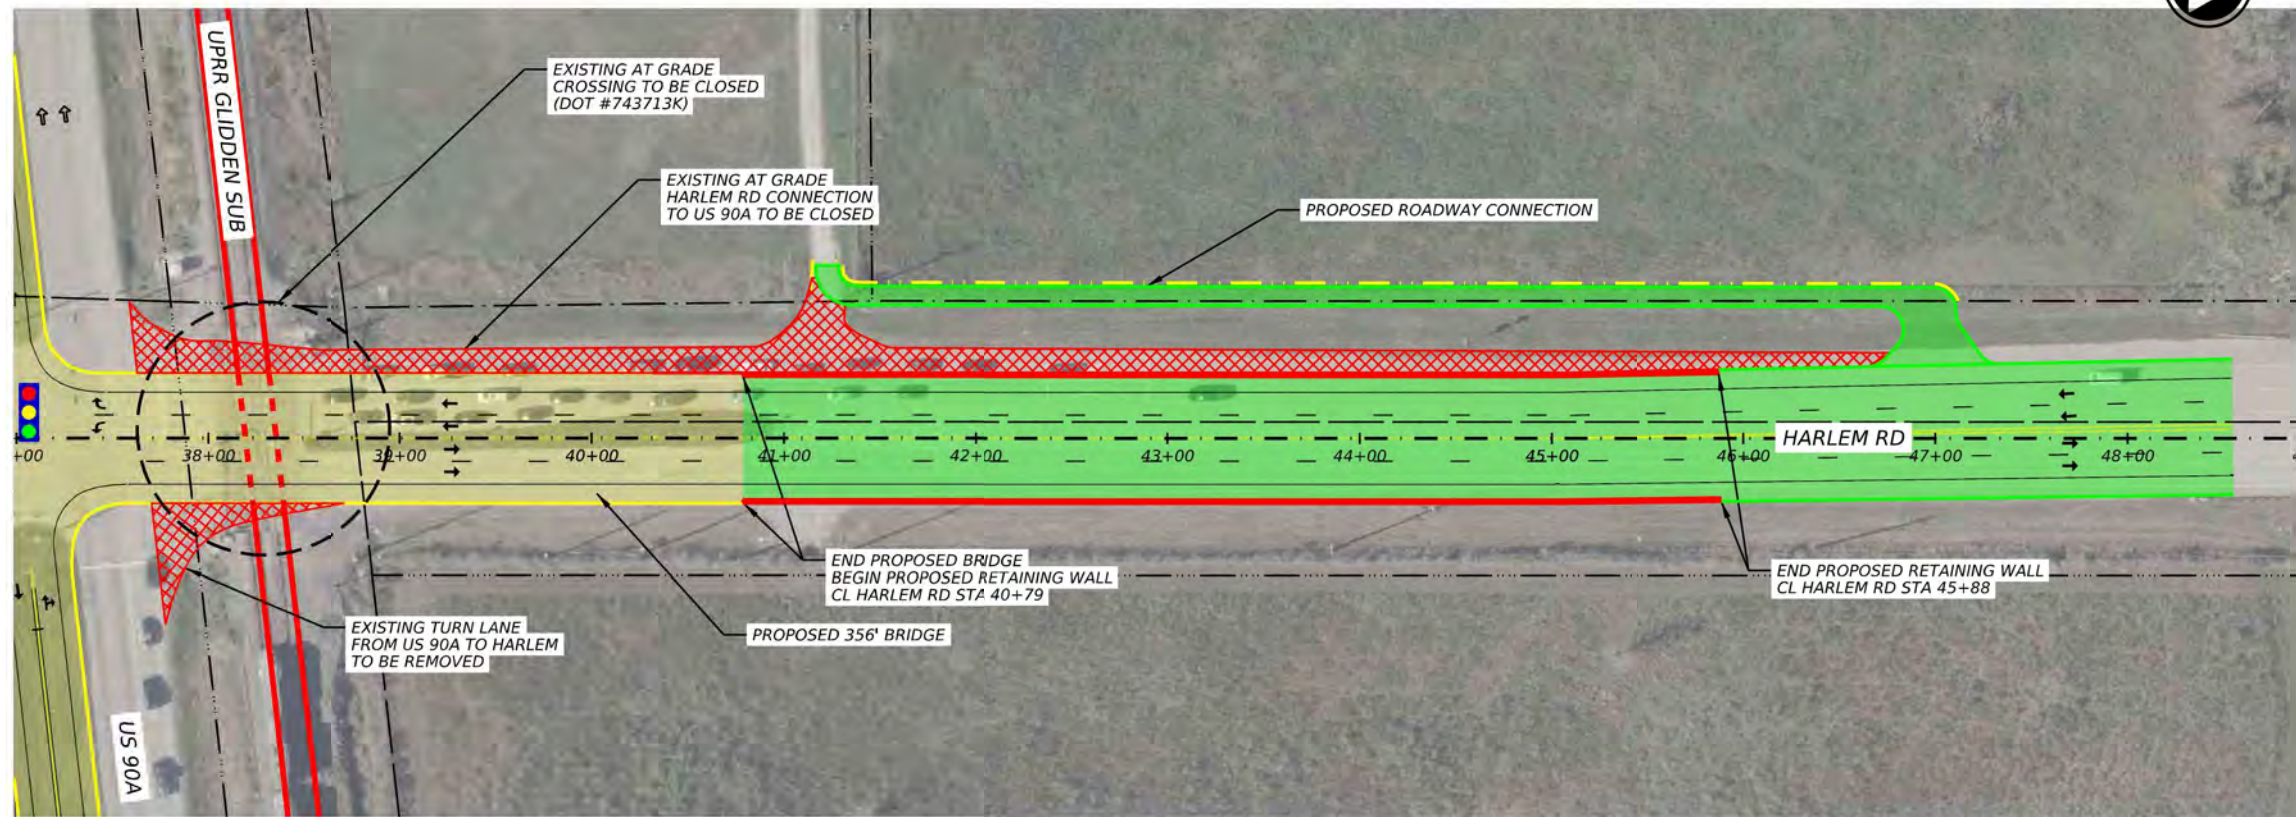 UPRR GLIDDEN SUB
EXISTING AT GRADE
CROSSING TO BE CLOSED
(DOT #743713K)
EXISTING AT GRADE
HARLEM RD CONNECTION
TO US 90A TO BE CLOSED
PROPOSED ROADWAY CONNECTION
HARLEM RD
+00
38+00
39+00
40+00
41+00
42+00
43+00
44+00
45+00
46+00
47+00
48+00
END PROPOSED BRIDGE
BEGIN PROPOSED RETAINING WALL
CL HARLEM RD STA 40+79
END PROPOSED RETAINING WALL
CL HARLEM RD STA 45+88
EXISTING TURN LANE
FROM US 90A TO HARLEM
TO BE REMOVED
PROPOSED 356' BRIDGE
US 90A